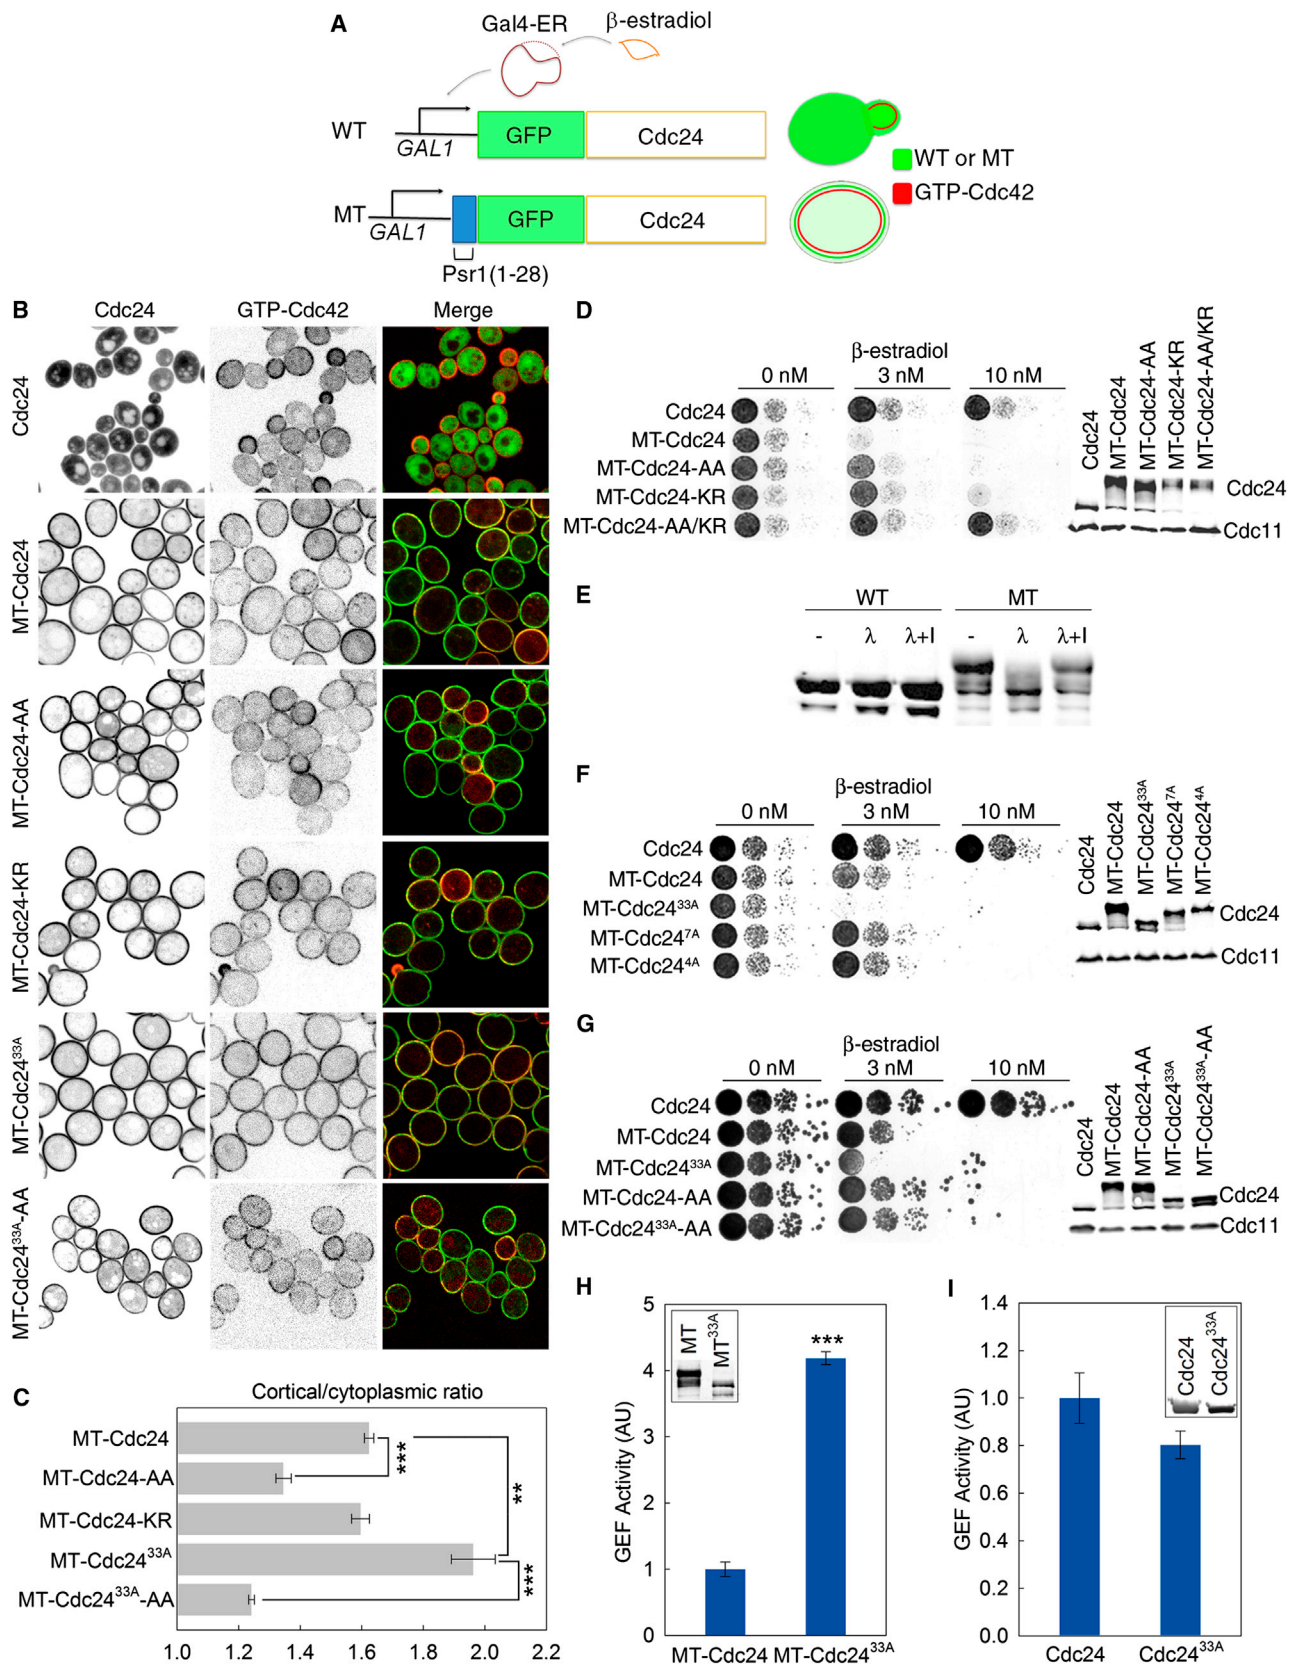 A
Gal4-ER
β-estradiol
WT
GAL1
GFP
Cdc24
MT
GAL1
GFP
Cdc24
Psr1(1-28)
WT or MT
GTP-Cdc42
B
Cdc24
GTP-Cdc42
Merge
Cdc24
MT-Cdc24
MT-Cdc24-AA
MT-Cdc24-KR
MT-Cdc24³³ᴬ
MT-Cdc24³³ᴬ-AA
C
Cortical/cytoplasmic ratio
MT-Cdc24
MT-Cdc24-AA
MT-Cdc24-KR
MT-Cdc24³³ᴬ
MT-Cdc24³³ᴬ-AA
***
**
***
1.0 1.2 1.4 1.6 1.8 2.0 2.2
D
β-estradiol
0 nM 3 nM 10 nM
Cdc24
MT-Cdc24
MT-Cdc24-AA
MT-Cdc24-KR
MT-Cdc24-AA/KR
Cdc24
MT-Cdc24
MT-Cdc24-AA
MT-Cdc24-KR
MT-Cdc24-AA/KR
Cdc24
Cdc11
E
WT MT
- λ λ+I - λ λ+I
F
β-estradiol
0 nM 3 nM 10 nM
Cdc24
MT-Cdc24
MT-Cdc24³³ᴬ
MT-Cdc24⁷ᴬ
MT-Cdc24⁴ᴬ
Cdc24
MT-Cdc24
MT-Cdc24³³ᴬ
MT-Cdc24⁷ᴬ
MT-Cdc24⁴ᴬ
Cdc24
Cdc11
G
β-estradiol
0 nM 3 nM 10 nM
Cdc24
MT-Cdc24
MT-Cdc24³³ᴬ
MT-Cdc24-AA
MT-Cdc24³³ᴬ-AA
Cdc24
MT-Cdc24
MT-Cdc24-AA
MT-Cdc24³³ᴬ
MT-Cdc24³³ᴬ-AA
Cdc24
Cdc11
H
GEF Activity (AU)
5
4
3
2
1
0
MT
MT³³ᴬ
***
MT-Cdc24 MT-Cdc24³³ᴬ
I
GEF Activity (AU)
1.4
1.2
1.0
0.8
0.6
0.4
0.2
0.0
Cdc24
Cdc24³³ᴬ
Cdc24 Cdc24³³ᴬ